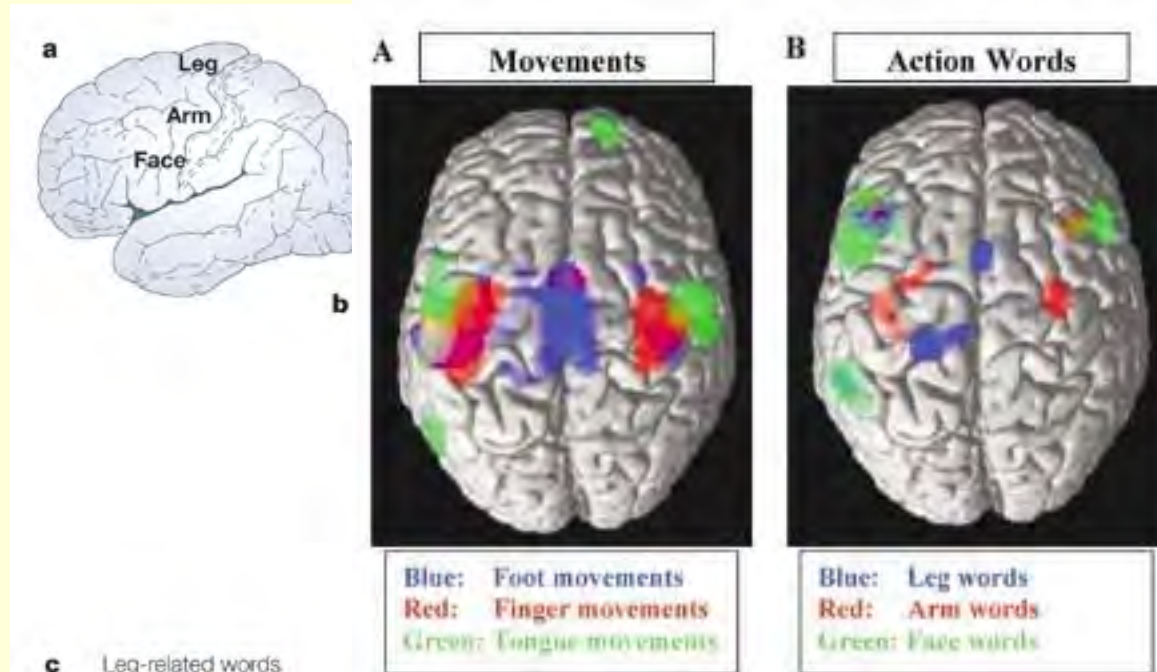 a
Leg
Arm
Face
b
A
Movements
Blue: Foot movements
Red: Finger movements
Green: Tongue movements
B
Action Words
Blue: Leg words
Red: Arm words
Green: Face words
c Leg-related words